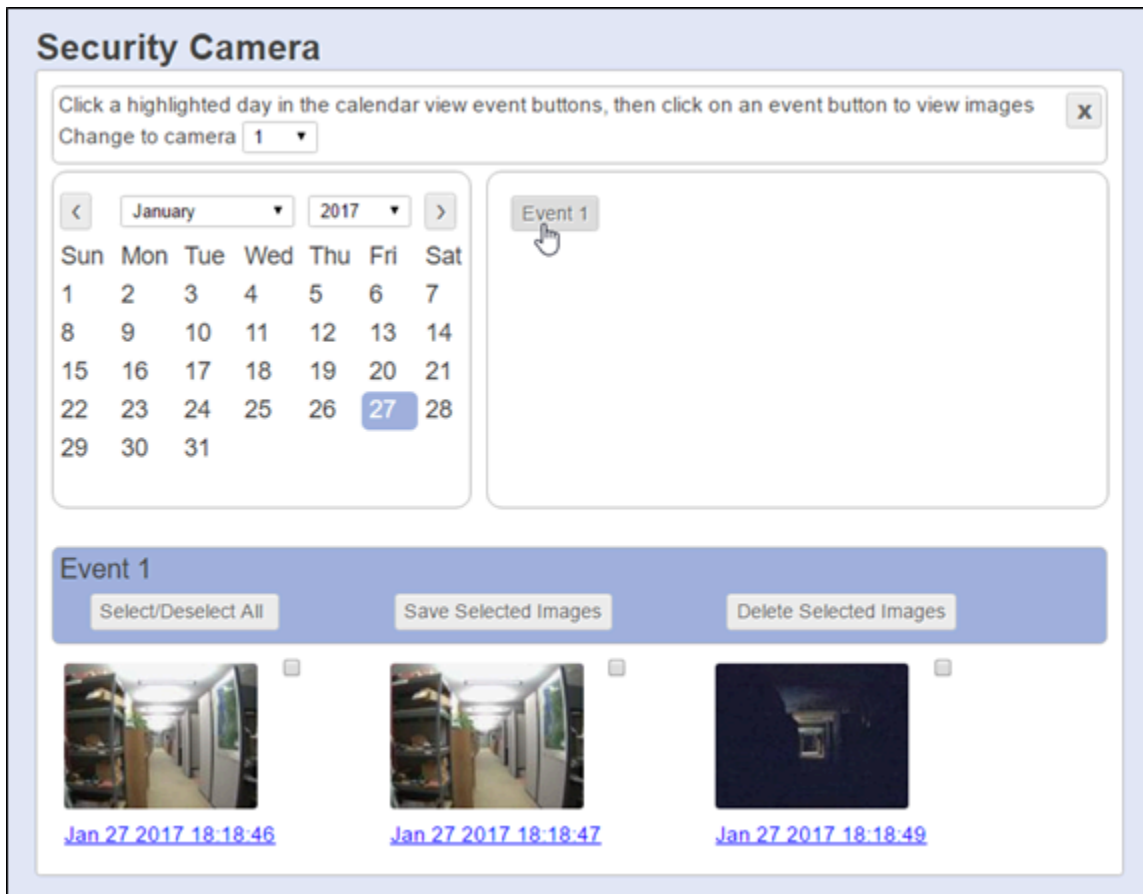 Security Camera
Click a highlighted day in the calendar view event buttons, then click on an event button to view images
x
Change to camera 1
January 2017
Sun Mon Tue Wed Thu Fri Sat
1 2 3 4 5 6 7
8 9 10 11 12 13 14
15 16 17 18 19 20 21
22 23 24 25 26 27 28
29 30 31
Event 1
Event 1
Select/Deselect All Save Selected Images Delete Selected Images
Jan 27 2017 18:18:46 Jan 27 2017 18:18:47 Jan 27 2017 18:18:49